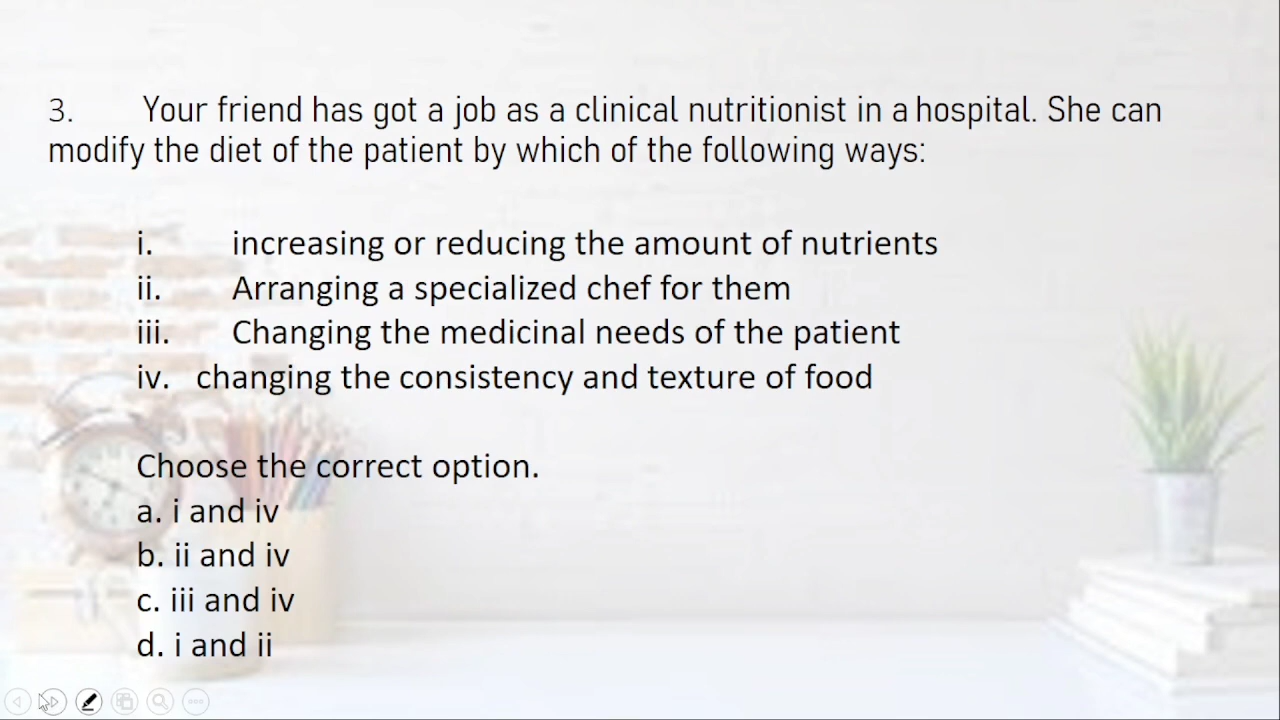 3. Your friend has got a job as a clinical nutritionist in a hospital. She can
modify the diet of the patient by which of the following ways:
i. increasing or reducing the amount of nutrients
ii. Arranging a specialized chef for them
iii. Changing the medicinal needs of the patient
iv. changing the consistency and texture of food
Choose the correct option.
a. i and iv
b. ii and iv
c. iii and iv
d. i and ii